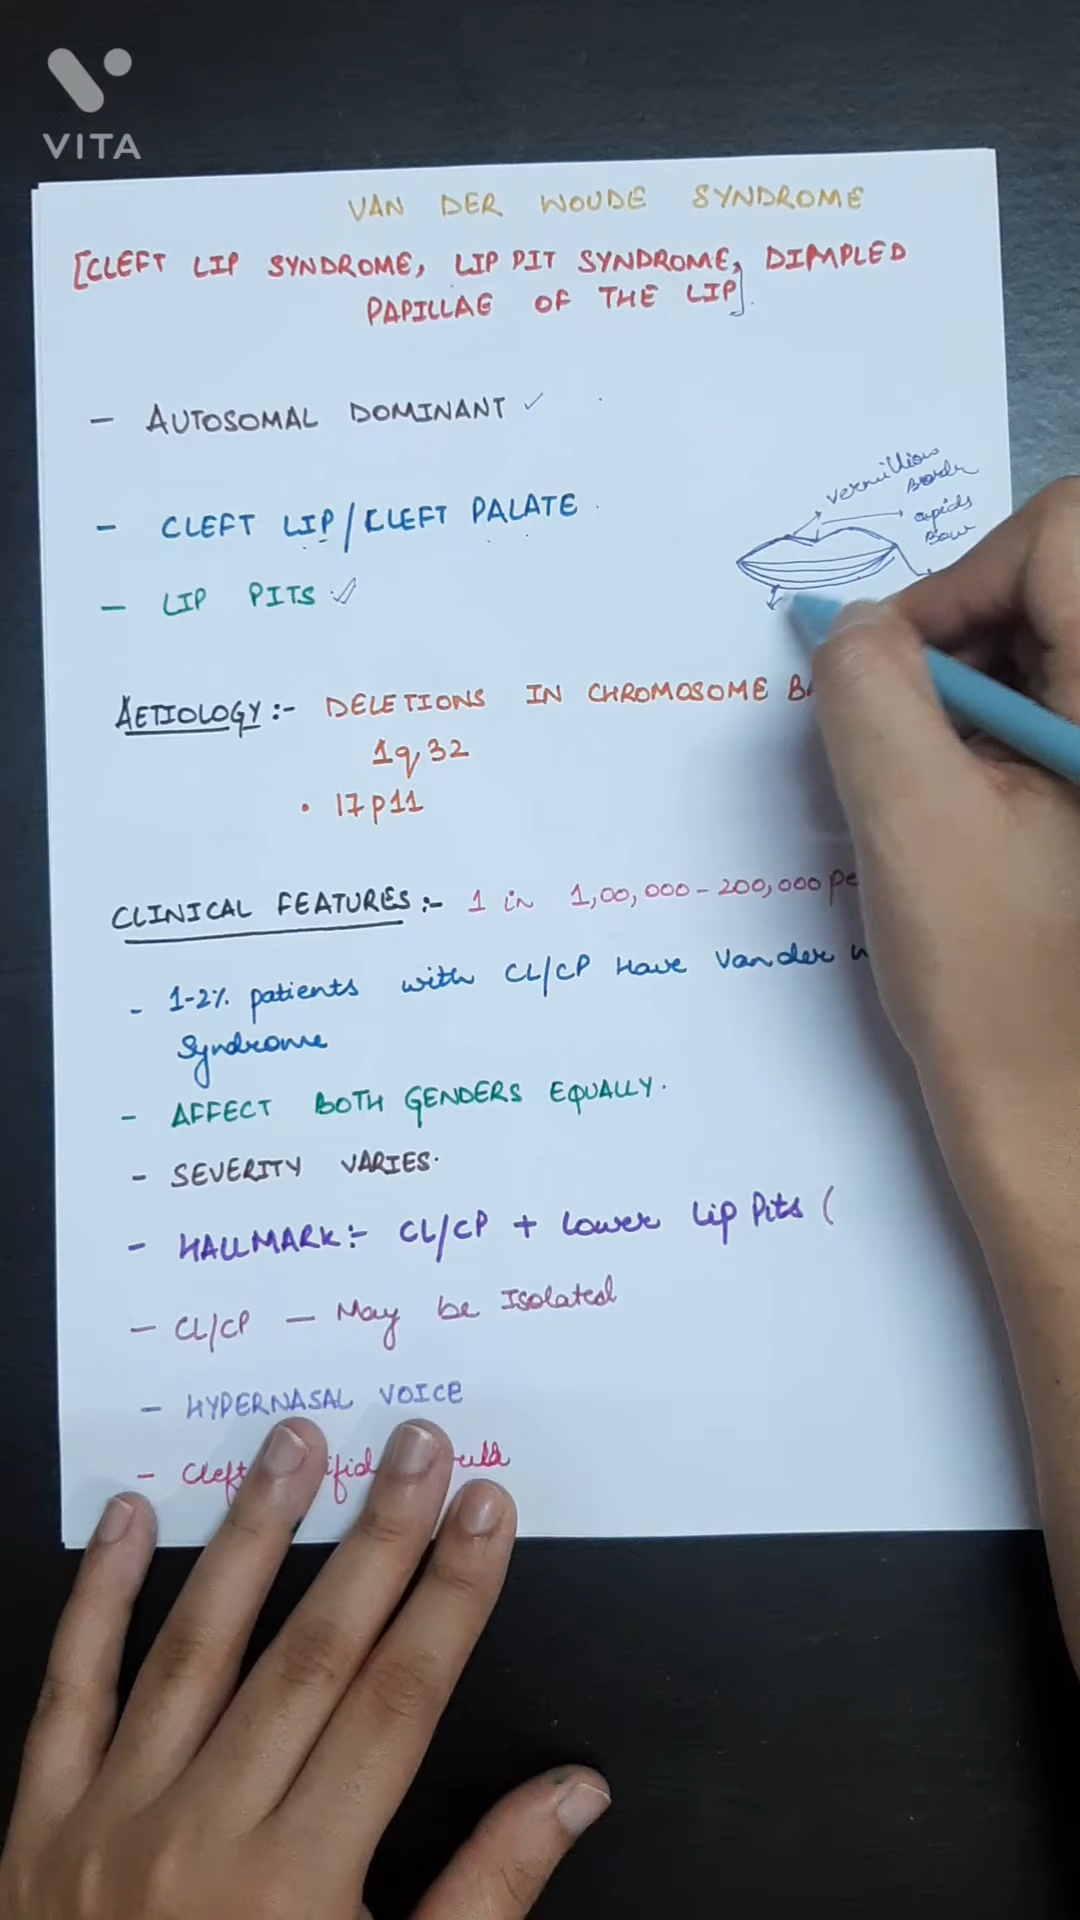 VITA
VAN DER WOUDE SYNDROME
[CLEFT LIP SYNDROME, LIP PIT SYNDROME, DIMPLED
PAPILLAE OF THE LIP].
- AUTOSOMAL DOMINANT ✓
- CLEFT LIP/CLEFT PALATE
- LIP PITS ✓
vermillion
Border
cupids
Bow
AETIOLOGY :- DELETIONS IN CHROMOSOME
1q32
• 17p11
CLINICAL FEATURES :- 1 in 1,00,000-200,000
- 1-2% patients with CL/CP Have Van der
Syndrome
- AFFECT BOTH GENDERS EQUALLY.
- SEVERITY VARIES.
- HALLMARK :- CL/CP + Lower Lip Pits (
- CL/CP - May be Isolated
- HYPERNASAL VOICE
- Cleft